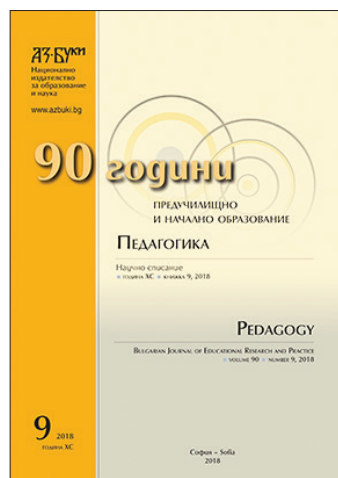 АЗ·БУКИ
Национално
издателство
за образование
и наука
www.azbuki.bg
90 години
ПРЕДУЧИЛИЩНО
И НАЧАЛНО ОБРАЗОВАНИЕ
ПЕДАГОГИКА
Научно списание
ГОДИНА XC КНИЖКА 9, 2018
PEDAGOGY
BULGARIAN JOURNAL OF EDUCATIONAL RESEARCH AND PRACTICE
VOLUME 90 NUMBER 9, 2018
9 2018
ГОДИНА XC
София – Sofia
2018